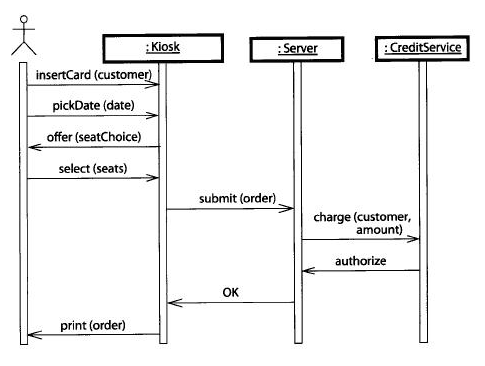 : Kiosk
: Server
: CreditService
insertCard (customer)
pickDate (date)
offer (seatChoice)
select (seats)
submit (order)
charge (customer,
amount)
authorize
OK
print (order)